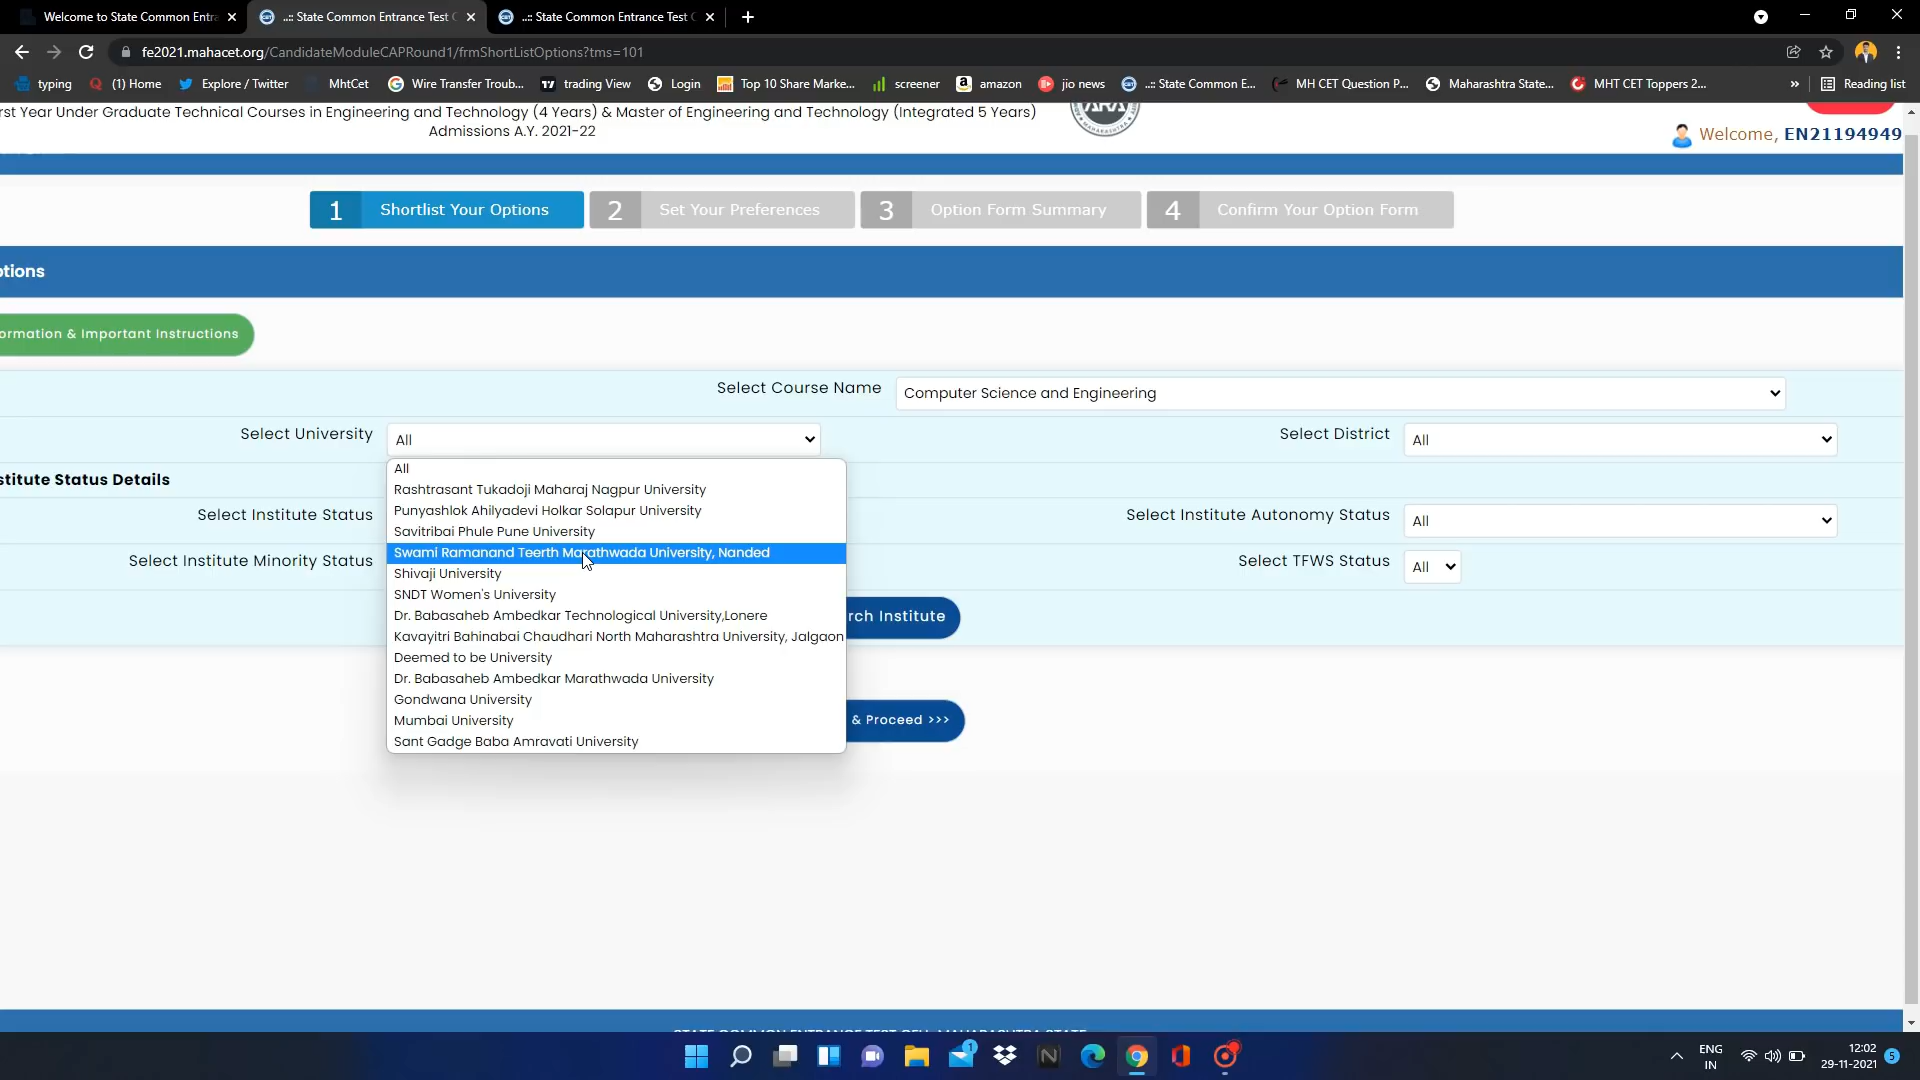 Welcome to State Common Entra
..:: State Common Entrance Test C
..:: State Common Entrance Test C
fe2021.mahacet.org/CandidateModuleCAPRound1/frmShortListOptions?tms=101
typing
(1) Home
Explore / Twitter
MhtCet
Wire Transfer Troub...
trading View
Login
Top 10 Share Marke...
screener
amazon
jio news
..:: State Common E...
MH CET Question P...
Maharashtra State...
MHT CET Toppers 2...
»
Reading list
rst Year Under Graduate Technical Courses in Engineering and Technology (4 Years) & Master of Engineering and Technology (Integrated 5 Years)
Admissions A.Y. 2021-22
Welcome, EN21194949
1 Shortlist Your Options
2 Set Your Preferences
3 Option Form Summary
4 Confirm Your Option Form
ptions
ormation & Important Instructions
Select Course Name
Computer Science and Engineering
Select University
All
Select District
All
stitute Status Details
Select Institute Status
Select Institute Autonomy Status
All
Select Institute Minority Status
Select TFWS Status
All
All
Rashtrasant Tukadoji Maharaj Nagpur University
Punyashlok Ahilyadevi Holkar Solapur University
Savitribai Phule Pune University
Swami Ramanand Teerth Marathwada University, Nanded
Shivaji University
SNDT Women's University
Dr. Babasaheb Ambedkar Technological University,Lonere
Kavayitri Bahinabai Chaudhari North Maharashtra University, Jalgaon
Deemed to be University
Dr. Babasaheb Ambedkar Marathwada University
Gondwana University
Mumbai University
Sant Gadge Baba Amravati University
rch Institute
& Proceed >>>
STATE COMMON ENTRANCE TEST CELL, MAHARASHTRA STATE
1
ENG
IN
12:02
29-11-2021
5